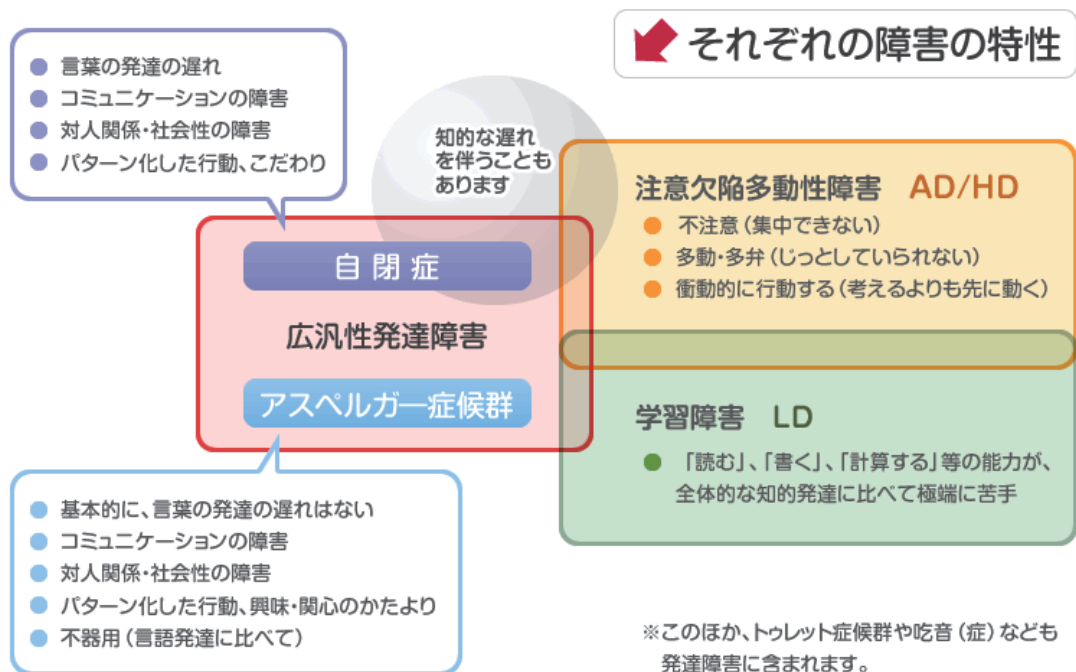 それぞれの障害の特性
● 言葉の発達の遅れ
● コミュニケーションの障害
● 対人関係・社会性の障害
● パターン化した行動、こだわり
知的な遅れ
を伴うことも
あります
自閉症
広汎性発達障害
アスペルガー症候群
● 基本的に、言葉の発達の遅れはない
● コミュニケーションの障害
● 対人関係・社会性の障害
● パターン化した行動、興味・関心のかたより
● 不器用（言語発達に比べて）
注意欠陥多動性障害 AD/HD
● 不注意（集中できない）
● 多動・多弁（じっとしていられない）
● 衝動的に行動する（考えるよりも先に動く）
学習障害 LD
● 「読む」、「書く」、「計算する」等の能力が、
全体的な知的発達に比べて極端に苦手
※このほか、トゥレット症候群や吃音（症）なども
発達障害に含まれます。